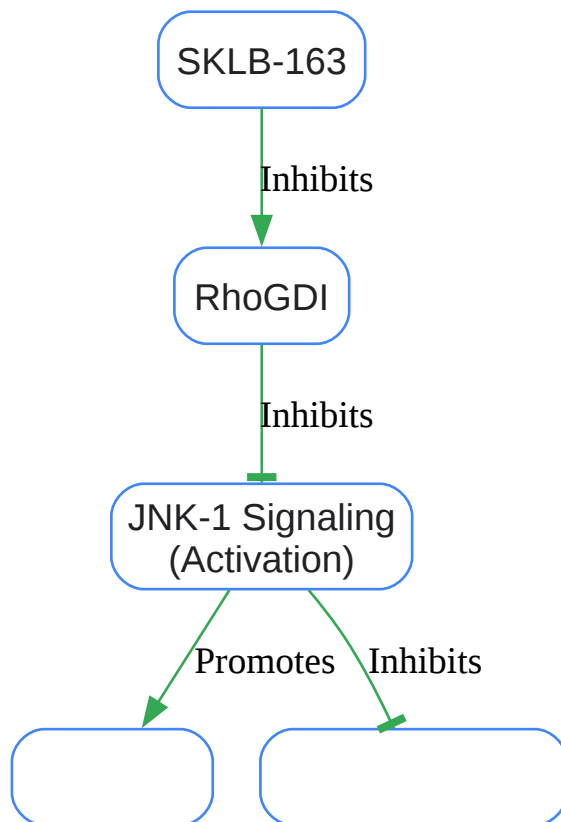 SKLB-163
Inhibits
RhoGDI
Inhibits
JNK-1 Signaling
(Activation)
Promotes
Inhibits